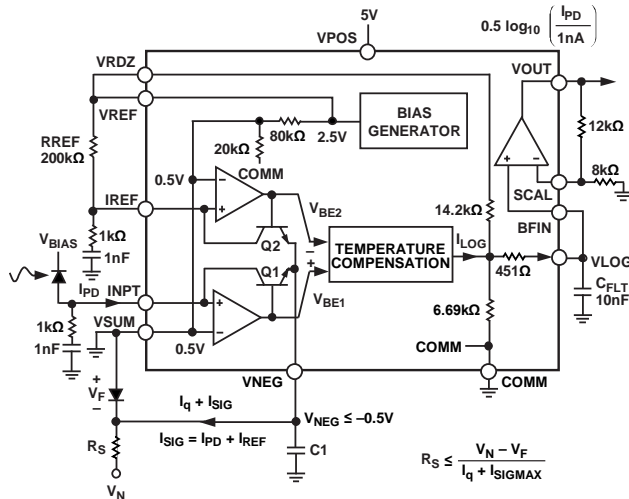 5V
0.5 log10 (IPD / 1nA)
VPOS
VRDZ
VOUT
VREF
BIAS
GENERATOR
80kΩ
2.5V
20kΩ
COMM
RREF
200kΩ
12kΩ
8kΩ
0.5V
SCAL
IREF
VBE2
14.2kΩ
BFIN
1kΩ
1nF
Q2
VBIAS
TEMPERATURE
COMPENSATION
ILOG
451Ω
VLOG
Q1
IPD
INPT
VBE1
CFLT
10nF
1kΩ
1nF
VSUM
0.5V
6.69kΩ
COMM
VNEG
COMM
+
VF
–
Iq + ISIG
VNEG ≤ –0.5V
ISIG = IPD + IREF
C1
RS
VN
RS ≤ (VN – VF) / (Iq + ISIGMAX)